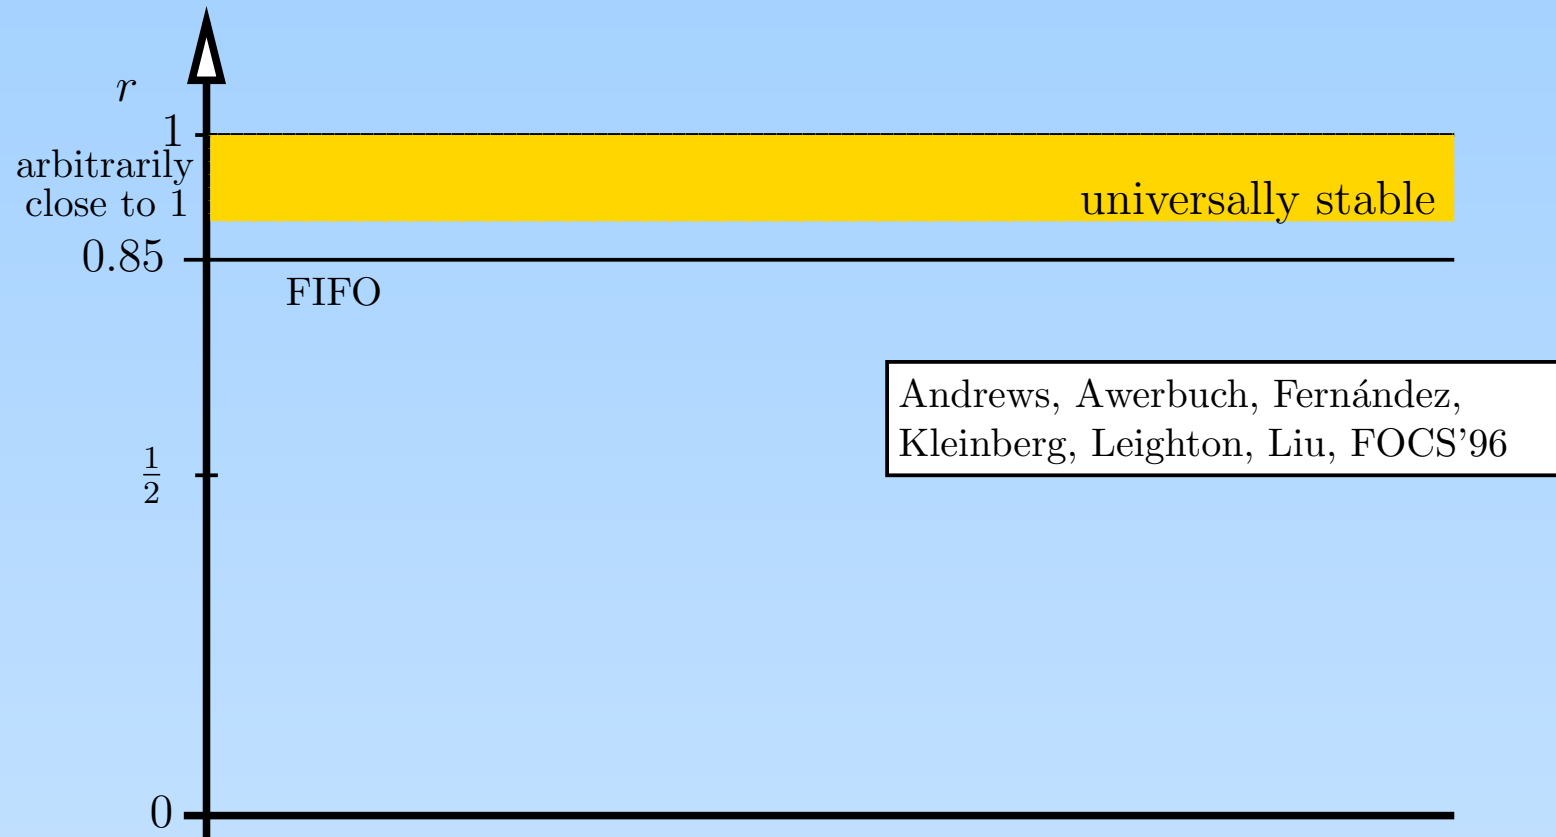 r
1
arbitrarily
close to 1
universally stable
0.85
FIFO
Andrews, Awerbuch, Fernández,
Kleinberg, Leighton, Liu, FOCS'96
1
2
0